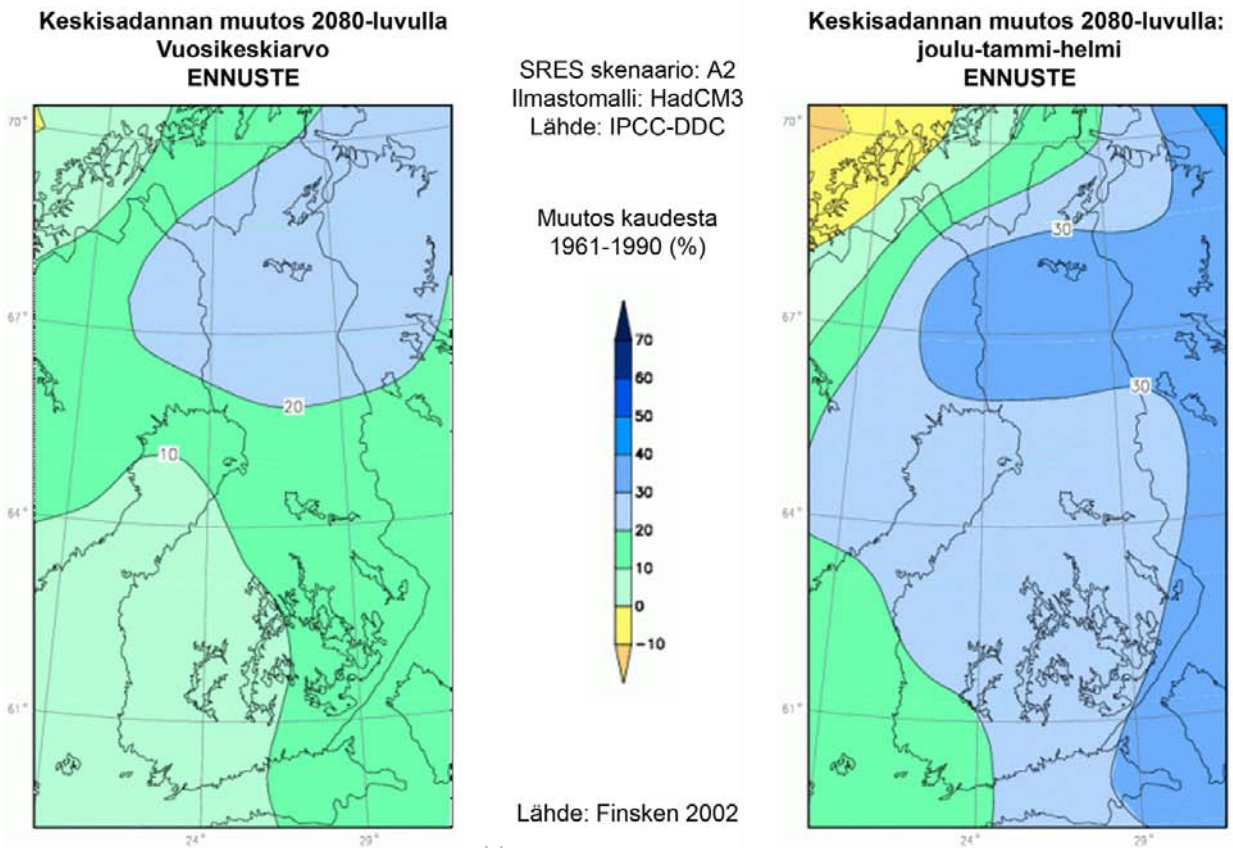 Keskisadannan muutos 2080-luvulla
Vuosikeskiarvo
ENNUSTE
70°
67°
64°
61°
24°
29°
20
10
SRES skenaario: A2
Ilmastomalli: HadCM3
Lähde: IPCC-DDC
Muutos kaudesta
1961-1990 (%)
70
60
50
40
30
20
10
0
-10
Lähde: Finsken 2002
Keskisadannan muutos 2080-luvulla:
joulu-tammi-helmi
ENNUSTE
70°
67°
64°
61°
24°
29°
30
30